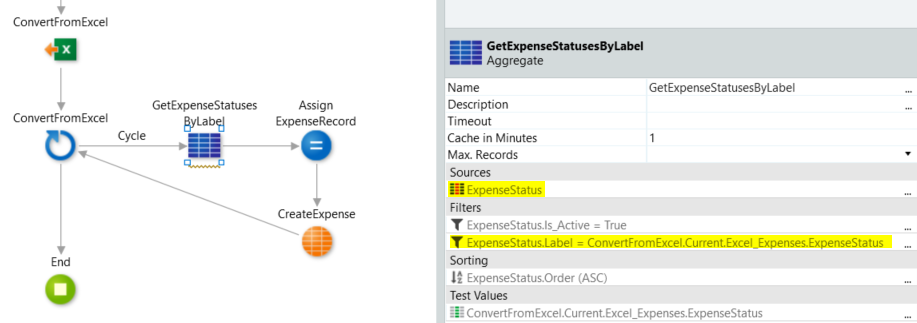 ConvertFromExcel
ConvertFromExcel
Cycle
GetExpenseStatuses
ByLabel
Assign
ExpenseRecord
CreateExpense
End
GetExpenseStatusesByLabel
Aggregate
Name GetExpenseStatusesByLabel ...
Description ...
Timeout
Cache in Minutes 1
Max. Records
Sources
ExpenseStatus ...
Filters
ExpenseStatus.Is_Active = True ...
ExpenseStatus.Label = ConvertFromExcel.Current.Excel_Expenses.ExpenseStatus ...
Sorting
ExpenseStatus.Order (ASC) ...
Test Values
ConvertFromExcel.Current.Excel_Expenses.ExpenseStatus ...